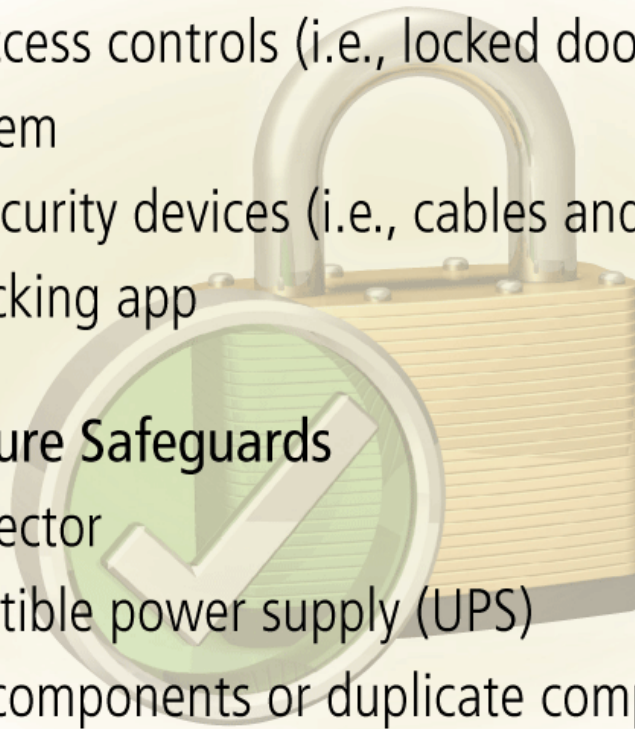 ccess controls (i.e., locked doo
em
curity devices (i.e., cables and
cking app
ure Safeguards
ector
tible power supply (UPS)
components or duplicate comp